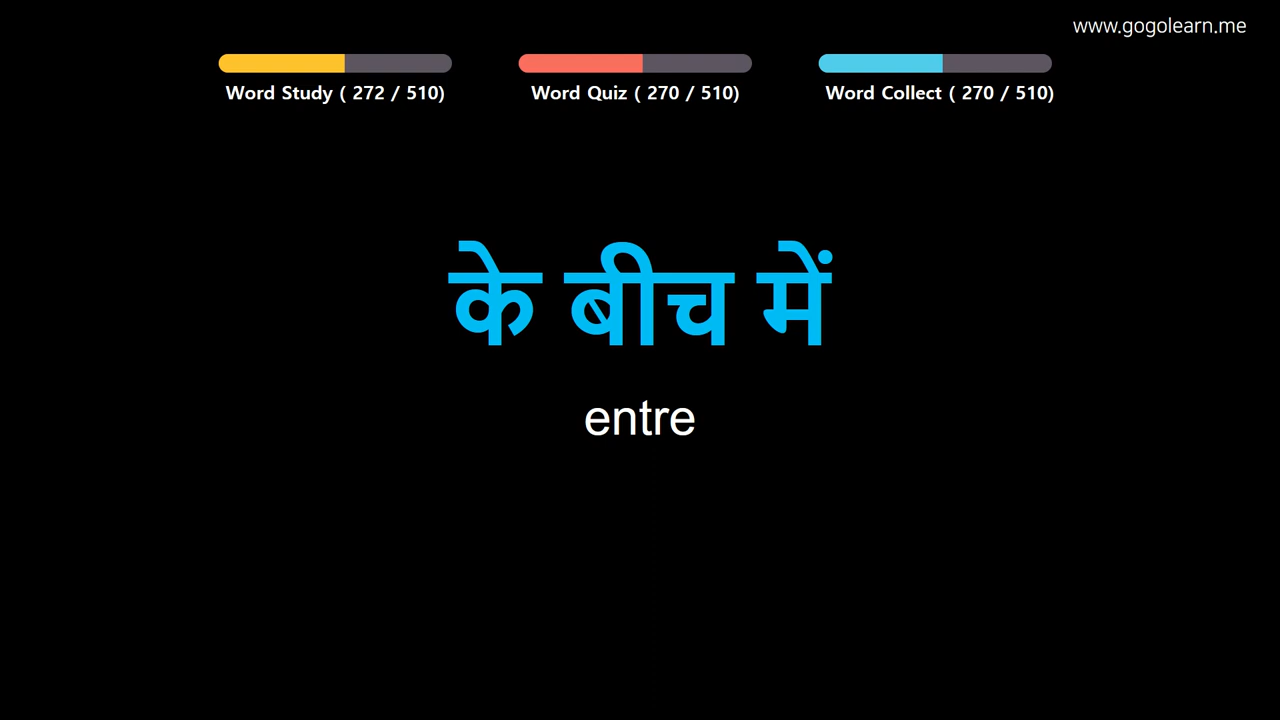 www.gogolearn.me
Word Study ( 272 / 510)
Word Quiz ( 270 / 510)
Word Collect ( 270 / 510)
के बीच में
entre